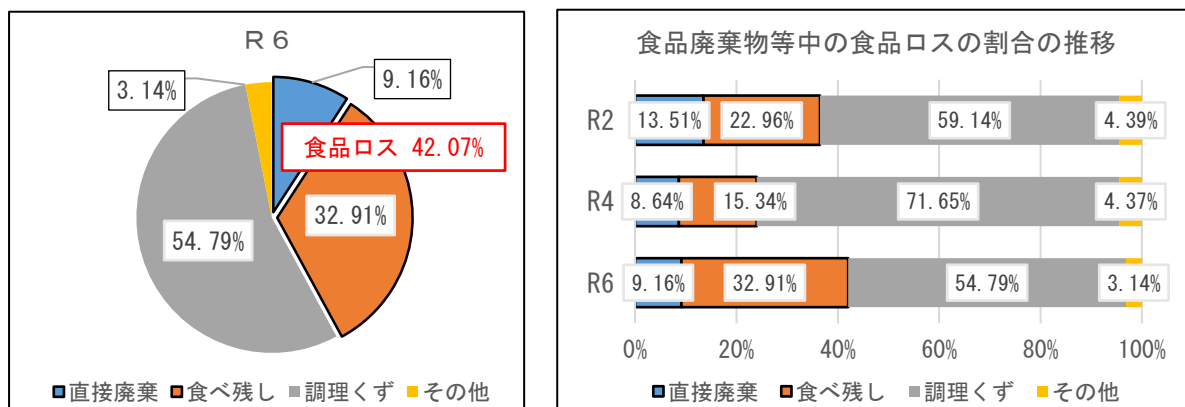 R6
3.14%
9.16%
食品ロス 42.07%
32.91%
54.79%
■直接廃棄 ■食べ残し ■調理くず ■その他
食品廃棄物等中の食品ロスの割合の推移
R2 13.51% 22.96% 59.14% 4.39%
R4 8.64% 15.34% 71.65% 4.37%
R6 9.16% 32.91% 54.79% 3.14%
0% 20% 40% 60% 80% 100%
■直接廃棄 ■食べ残し ■調理くず ■その他